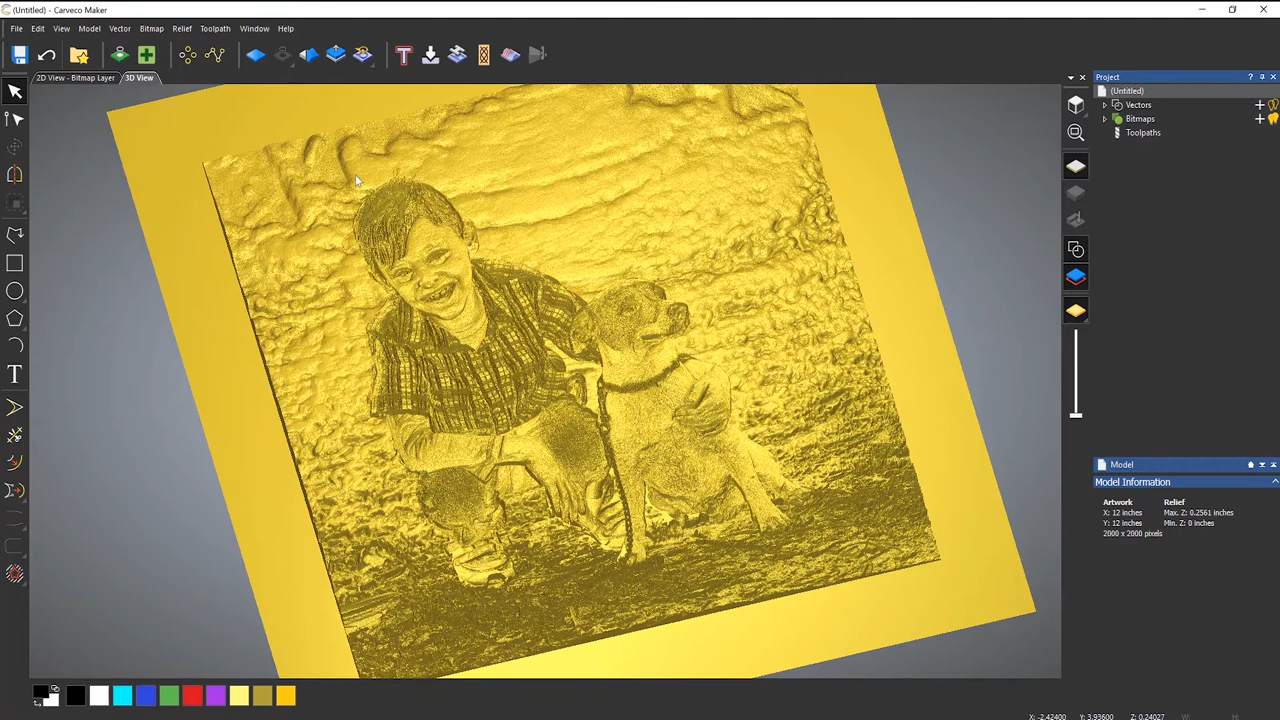 (Untitled) - Carveco Maker
File Edit View Model Vector Bitmap Relief Toolpath Window Help
2D View - Bitmap Layer 3D View
Project
(Untitled)
Vectors
Bitmaps
Toolpaths
Model
Model Information
Artwork Relief
X: 12 inches Max. Z: 0.2561 inches
Y: 12 inches Min. Z: 0 inches
2000 x 2000 pixels
X: -2.42400 Y: 3.93600 Z: 0.24027 W: H: